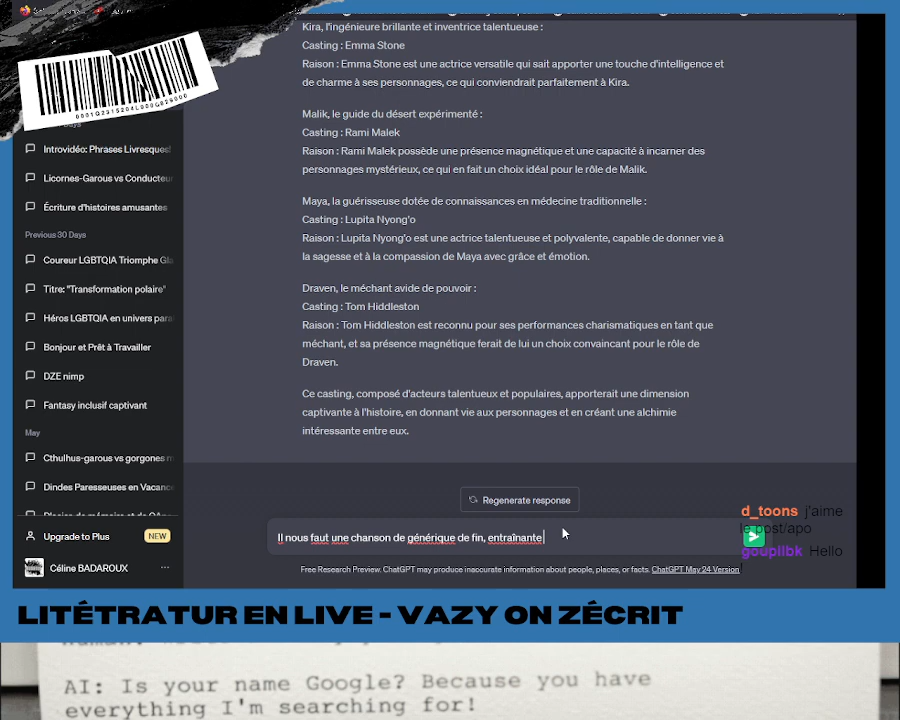 Kira, l'ingénieure brillante et inventrice talentueuse :
Casting : Emma Stone
Raison : Emma Stone est une actrice versatile qui sait apporter une touche d'intelligence et
de charme à ses personnages, ce qui conviendrait parfaitement à Kira.
Malik, le guide du désert expérimenté :
Casting : Rami Malek
Raison : Rami Malek possède une présence magnétique et une capacité à incarner des
personnages mystérieux, ce qui en fait un choix idéal pour le rôle de Malik.
Maya, la guérisseuse dotée de connaissances en médecine traditionnelle :
Casting : Lupita Nyong'o
Raison : Lupita Nyong'o est une actrice talentueuse et polyvalente, capable de donner vie à
la sagesse et à la compassion de Maya avec grâce et émotion.
Draven, le méchant avide de pouvoir :
Casting : Tom Hiddleston
Raison : Tom Hiddleston est reconnu pour ses performances charismatiques en tant que
méchant, et sa présence magnétique ferait de lui un choix convaincant pour le rôle de
Draven.
Ce casting, composé d'acteurs talentueux et populaires, apporterait une dimension
captivante à l'histoire, en donnant vie aux personnages et en créant une alchimie
intéressante entre eux.
Regenerate response
Il nous faut une chanson de générique de fin, entraînante
Free Research Preview. ChatGPT may produce inaccurate information about people, places, or facts. ChatGPT May 24 Version
Days
Introvidéo: Phrases Livresques!
Licornes-Garous vs Conducteur
Écriture d'histoires amusantes
Previous 30 Days
Coureur LGBTQIA Triomphe Gla
Titre: "Transformation polaire"
Héros LGBTQIA en univers para
Bonjour et Prêt à Travailler
DZE nimp
Fantasy inclusif captivant
May
Cthulhus-garous vs gorgones m
Dindes Paresseuses en Vacanc
Upgrade to Plus NEW
Céline BADAROUX ...
d_toons j'aime
le post/apo
goupilbk Hello
!
LITÉTRATUR EN LIVE - VAZY ON ZÉCRIT
AI: Is your name Google? Because you have
everything I'm searching for!